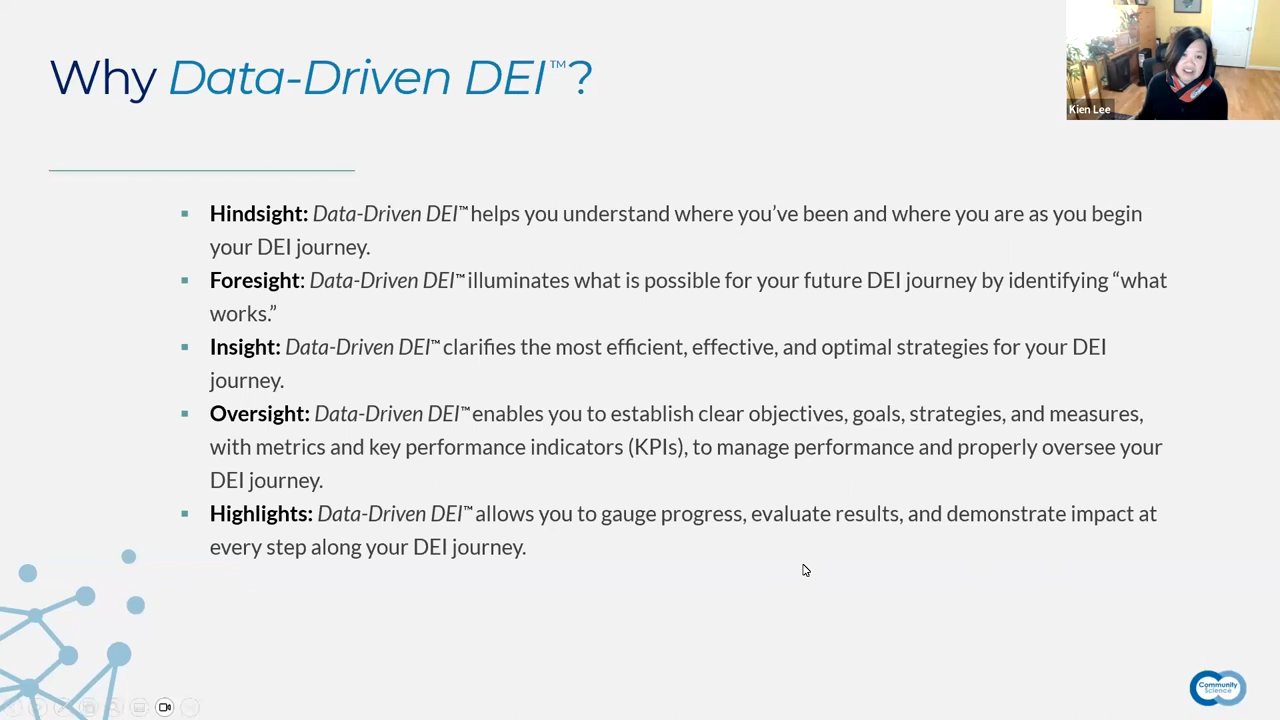 Why Data-Driven DEI™?
Kien Lee
Hindsight: Data-Driven DEI™ helps you understand where you’ve been and where you are as you begin
your DEI journey.
Foresight: Data-Driven DEI™ illuminates what is possible for your future DEI journey by identifying “what
works.”
Insight: Data-Driven DEI™ clarifies the most efficient, effective, and optimal strategies for your DEI
journey.
Oversight: Data-Driven DEI™ enables you to establish clear objectives, goals, strategies, and measures,
with metrics and key performance indicators (KPIs), to manage performance and properly oversee your
DEI journey.
Highlights: Data-Driven DEI™ allows you to gauge progress, evaluate results, and demonstrate impact at
every step along your DEI journey.
Community
Science